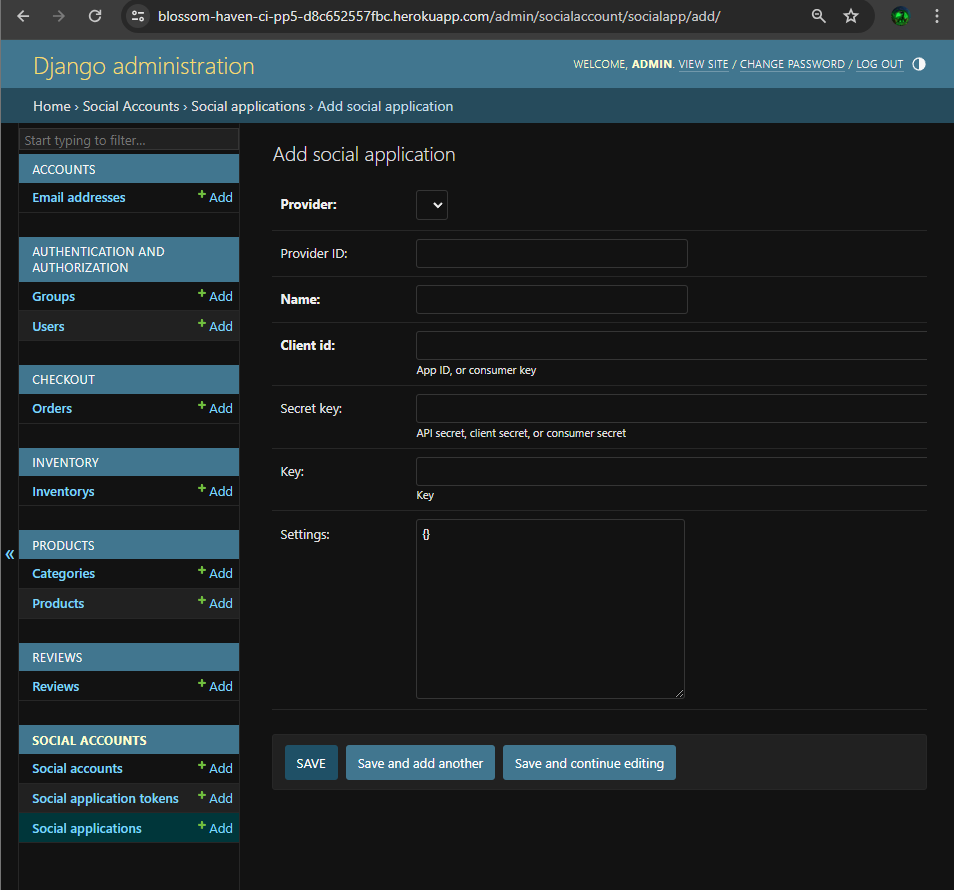 blossom-haven-ci-pp5-d8c652557fbc.herokuapp.com/admin/socialaccount/socialapp/add/
Django administration
WELCOME, ADMIN. VIEW SITE / CHANGE PASSWORD / LOG OUT
Home › Social Accounts › Social applications › Add social application
Start typing to filter...
ACCOUNTS
Email addresses + Add
AUTHENTICATION AND
AUTHORIZATION
Groups + Add
Users + Add
CHECKOUT
Orders + Add
INVENTORY
Inventorys + Add
PRODUCTS
Categories + Add
Products + Add
REVIEWS
Reviews + Add
SOCIAL ACCOUNTS
Social accounts + Add
Social application tokens + Add
Social applications + Add
«
Add social application
Provider:
Provider ID:
Name:
Client id:
App ID, or consumer key
Secret key:
API secret, client secret, or consumer secret
Key:
Key
Settings:
{}
SAVE
Save and add another
Save and continue editing